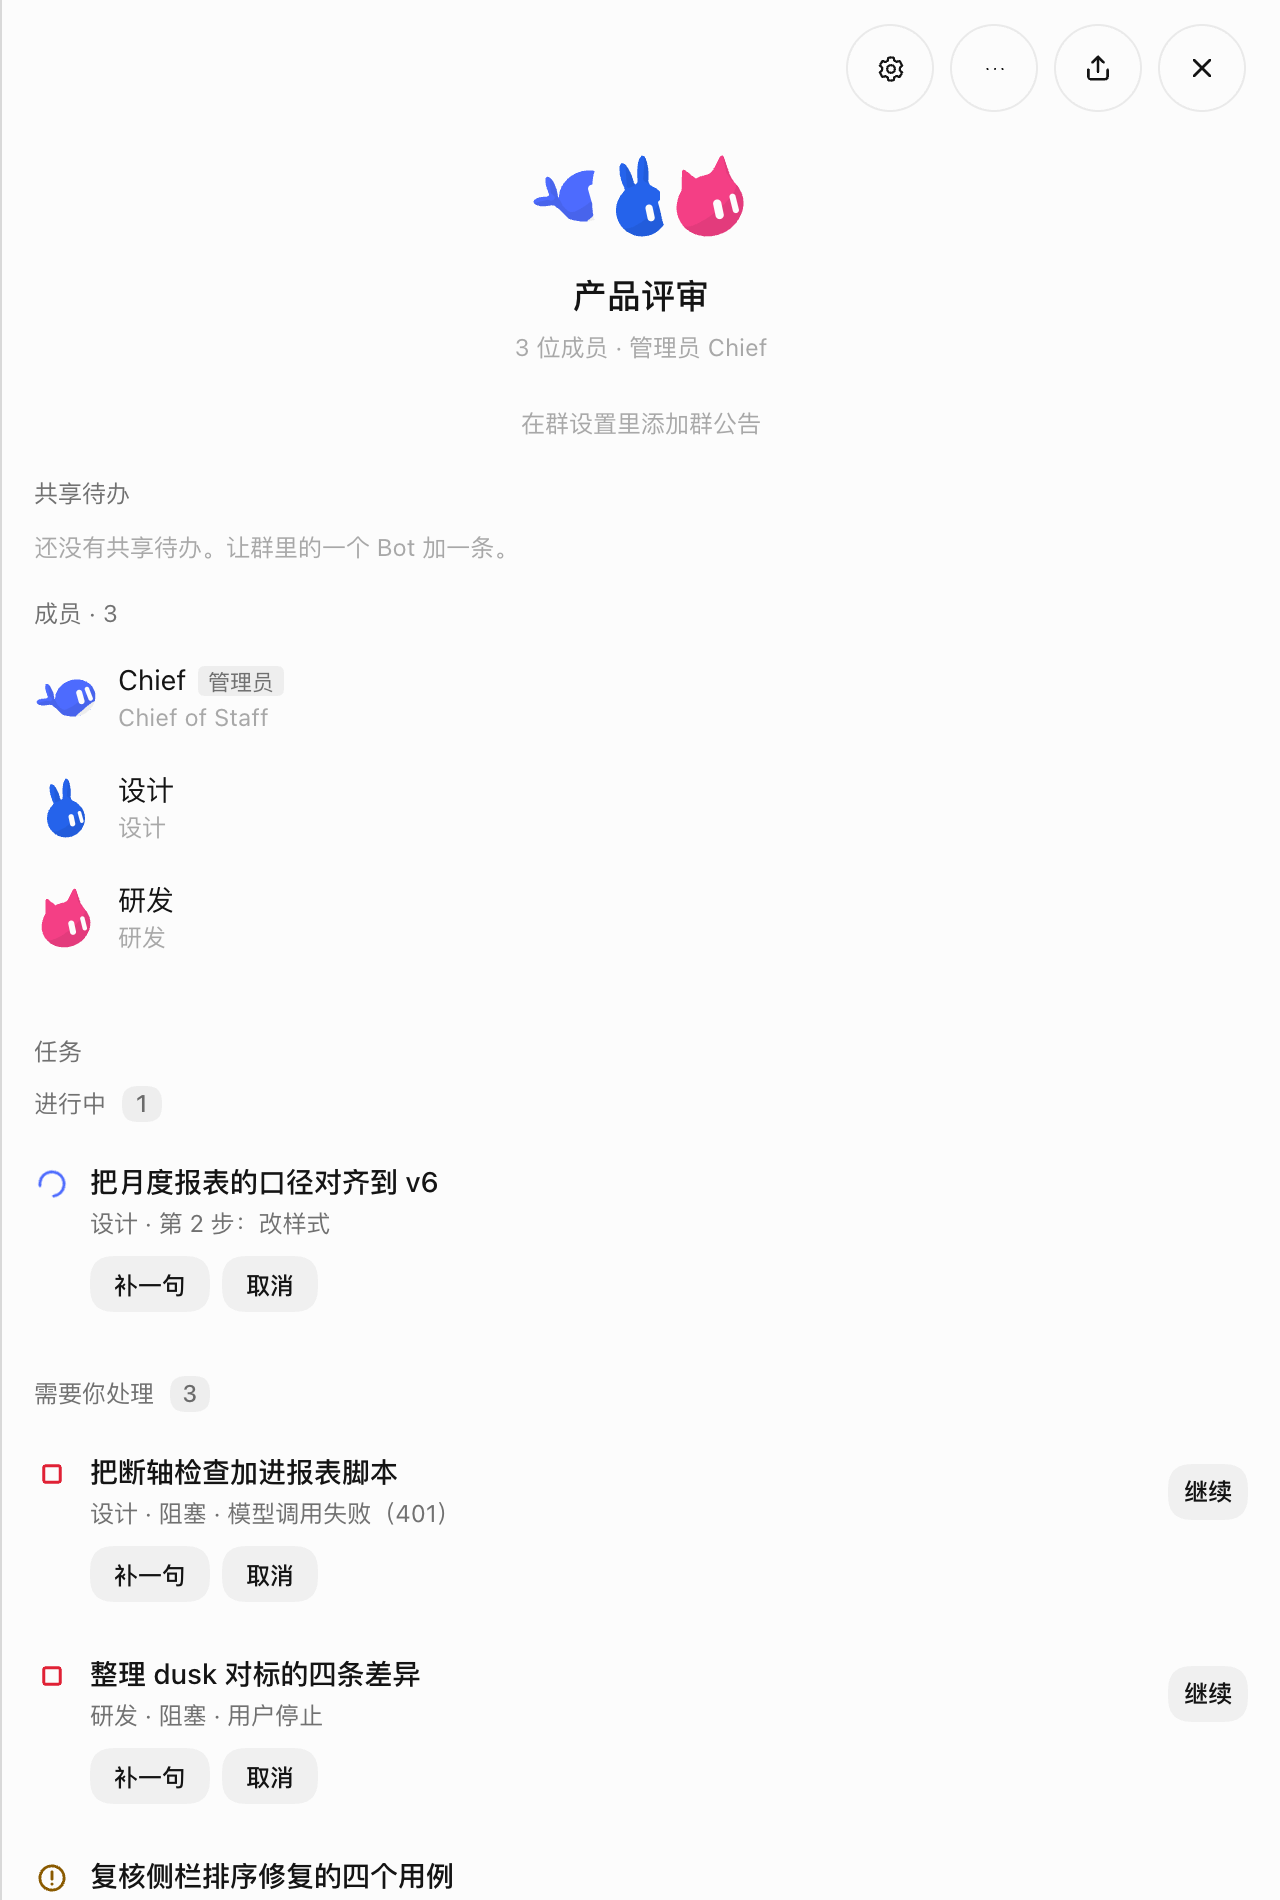 产品评审
3 位成员 · 管理员 Chief
在群设置里添加群公告
共享待办
还没有共享待办。让群里的一个 Bot 加一条。
成员 · 3
Chief 管理员
Chief of Staff
设计
设计
研发
研发
任务
进行中 1
把月度报表的口径对齐到 v6
设计 · 第 2 步：改样式
补一句 取消
需要你处理 3
把断轴检查加进报表脚本
设计 · 阻塞 · 模型调用失败（401）
继续
补一句 取消
整理 dusk 对标的四条差异
研发 · 阻塞 · 用户停止
继续
补一句 取消
复核侧栏排序修复的四个用例